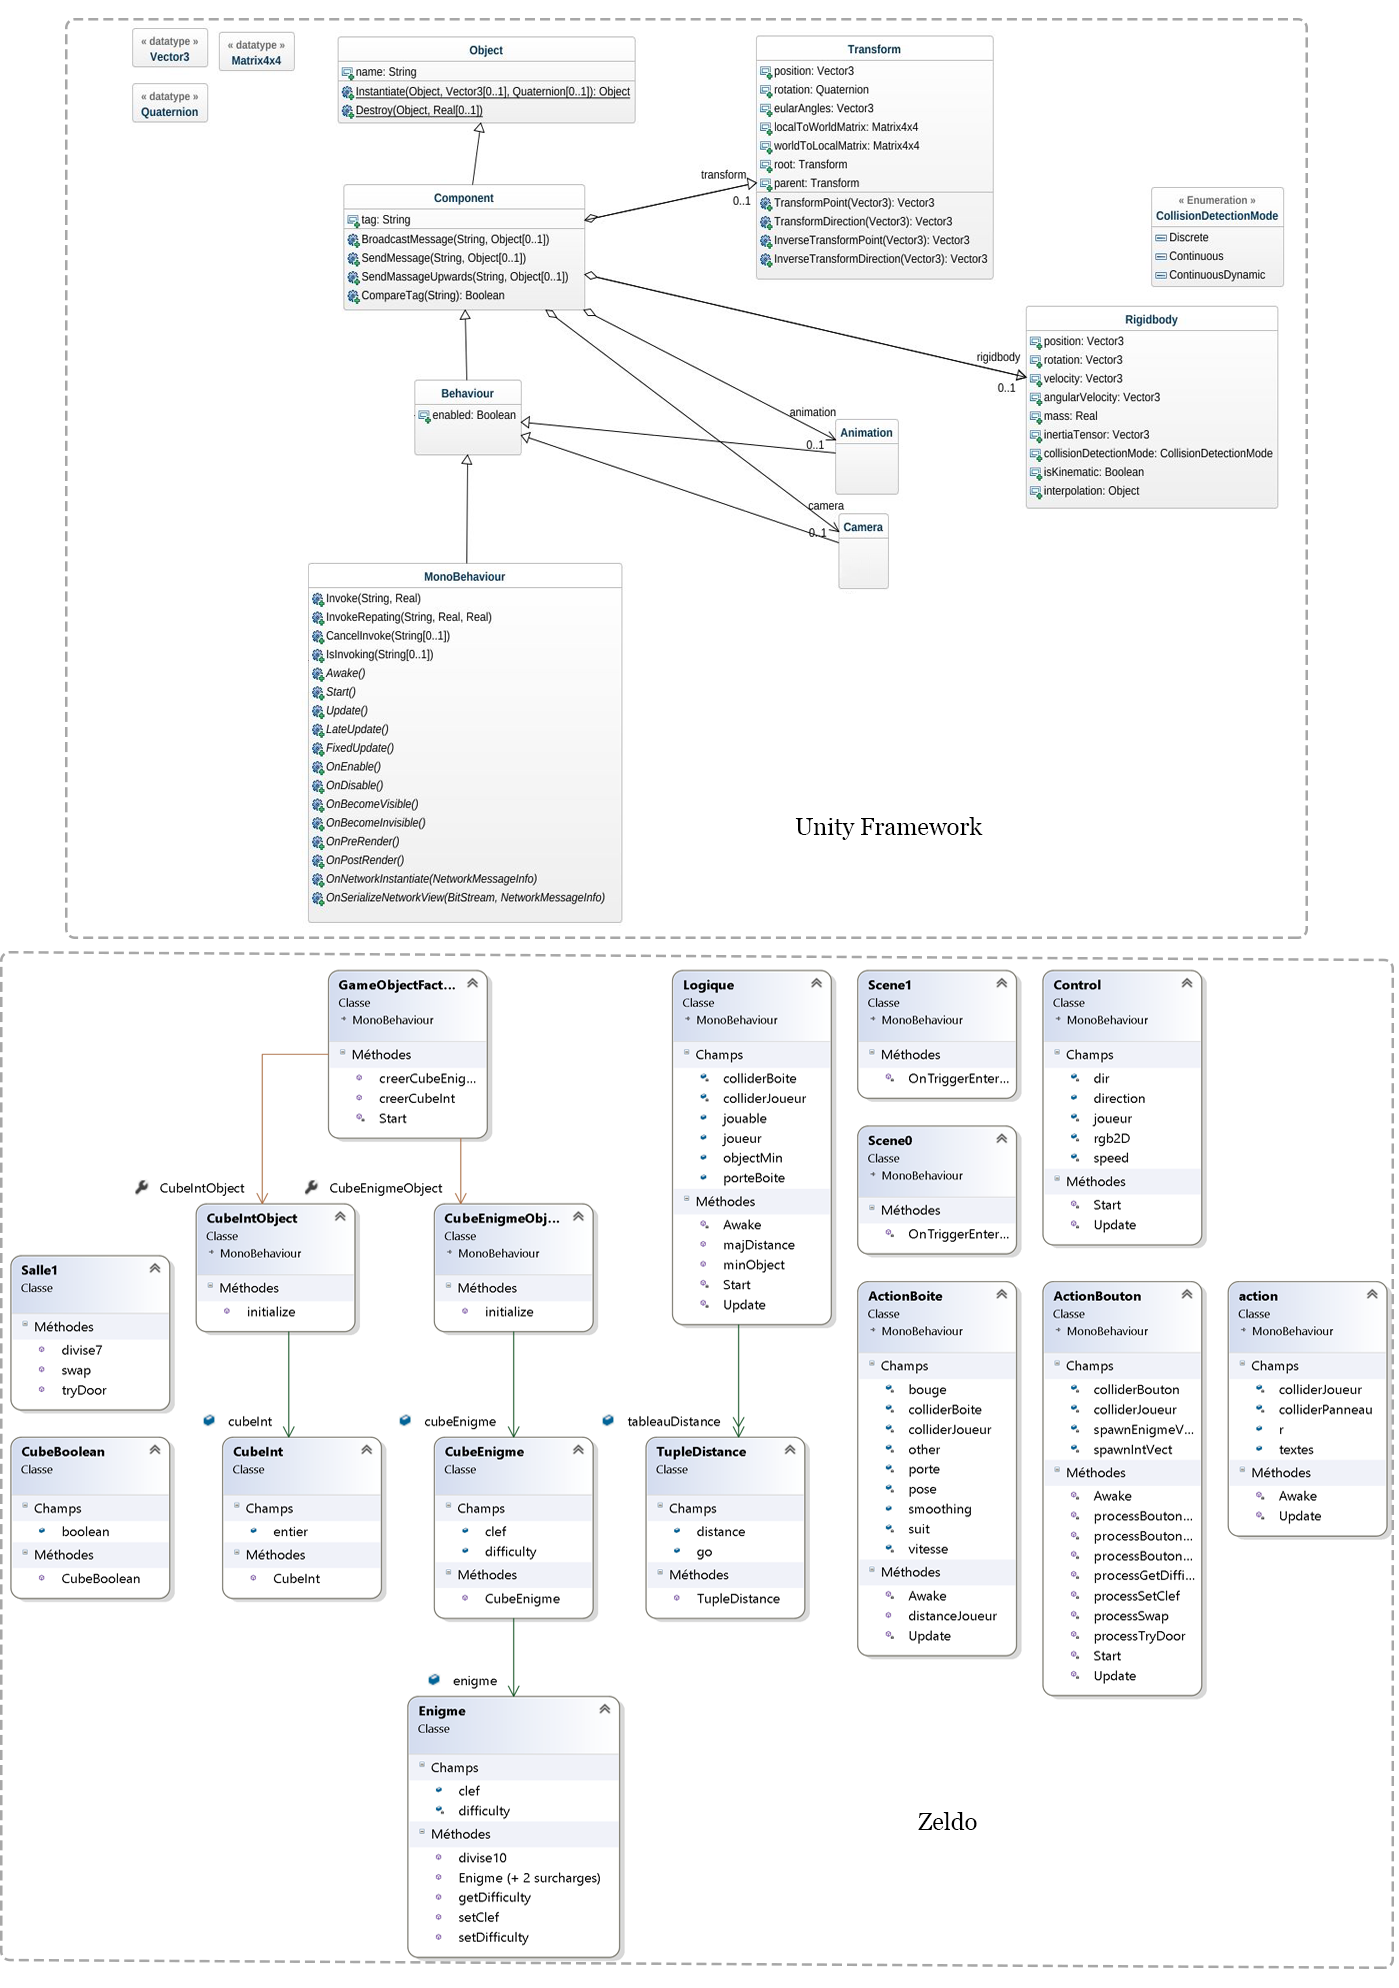 « datatype »
Vector3
« datatype »
Matrix4x4
« datatype »
Quaternion
Object
name: String
Instantiate(Object, Vector3[0..1], Quaternion[0..1]): Object
Destroy(Object, Real[0..1])
Transform
position: Vector3
rotation: Quaternion
eularAngles: Vector3
localToWorldMatrix: Matrix4x4
worldToLocalMatrix: Matrix4x4
root: Transform
parent: Transform
TransformPoint(Vector3): Vector3
TransformDirection(Vector3): Vector3
InverseTransformPoint(Vector3): Vector3
InverseTransformDirection(Vector3): Vector3
transform
0..1
Component
tag: String
BroadcastMessage(String, Object[0..1])
SendMessage(String, Object[0..1])
SendMassageUpwards(String, Object[0..1])
CompareTag(String): Boolean
« Enumeration »
CollisionDetectionMode
Discrete
Continuous
ContinuousDynamic
rigidbody
0..1
Rigidbody
position: Vector3
rotation: Vector3
velocity: Vector3
angularVelocity: Vector3
mass: Real
inertiaTensor: Vector3
collisionDetectionMode: CollisionDetectionMode
isKinematic: Boolean
interpolation: Object
Behaviour
enabled: Boolean
animation
0..1
Animation
camera
0..1
Camera
MonoBehaviour
Invoke(String, Real)
InvokeRepating(String, Real, Real)
CancelInvoke(String[0..1])
IsInvoking(String[0..1])
Awake()
Start()
Update()
LateUpdate()
FixedUpdate()
OnEnable()
OnDisable()
OnBecomeVisible()
OnBecomeInvisible()
OnPreRender()
OnPostRender()
OnNetworkInstantiate(NetworkMessageInfo)
OnSerializeNetworkView(BitStream, NetworkMessageInfo)
Unity Framework
GameObjectFact...
Classe
MonoBehaviour
Méthodes
creerCubeEnig...
creerCubeInt
Start
Logique
Classe
MonoBehaviour
Champs
colliderBoite
colliderJoueur
jouable
joueur
objectMin
porteBoite
Méthodes
Awake
majDistance
minObject
Start
Update
Scene1
Classe
MonoBehaviour
Méthodes
OnTriggerEnter...
Scene0
Classe
MonoBehaviour
Méthodes
OnTriggerEnter...
Control
Classe
MonoBehaviour
Champs
dir
direction
joueur
rgb2D
speed
Méthodes
Start
Update
CubeIntObject
CubeEnigmeObject
CubeIntObject
Classe
MonoBehaviour
Méthodes
initialize
CubeEnigmeObj...
Classe
MonoBehaviour
Méthodes
initialize
Salle1
Classe
Méthodes
divise7
swap
tryDoor
ActionBoite
Classe
MonoBehaviour
Champs
bouge
colliderBoite
colliderJoueur
other
porte
pose
smoothing
suit
vitesse
Méthodes
Awake
distanceJoueur
Update
ActionBouton
Classe
MonoBehaviour
Champs
colliderBouton
colliderJoueur
spawnEnigmeV...
spawnIntVect
Méthodes
Awake
processBouton...
processBouton...
processBouton...
processGetDiffi...
processSetClef
processSwap
processTryDoor
Start
Update
action
Classe
MonoBehaviour
Champs
colliderJoueur
colliderPanneau
r
textes
Méthodes
Awake
Update
cubeInt
cubeEnigme
tableauDistance
CubeBoolean
Classe
Champs
boolean
Méthodes
CubeBoolean
CubeInt
Classe
Champs
entier
Méthodes
CubeInt
CubeEnigme
Classe
Champs
clef
difficulty
Méthodes
CubeEnigme
TupleDistance
Classe
Champs
distance
go
Méthodes
TupleDistance
enigme
Enigme
Classe
Champs
clef
difficulty
Méthodes
divise10
Enigme (+ 2 surcharges)
getDifficulty
setClef
setDifficulty
Zeldo